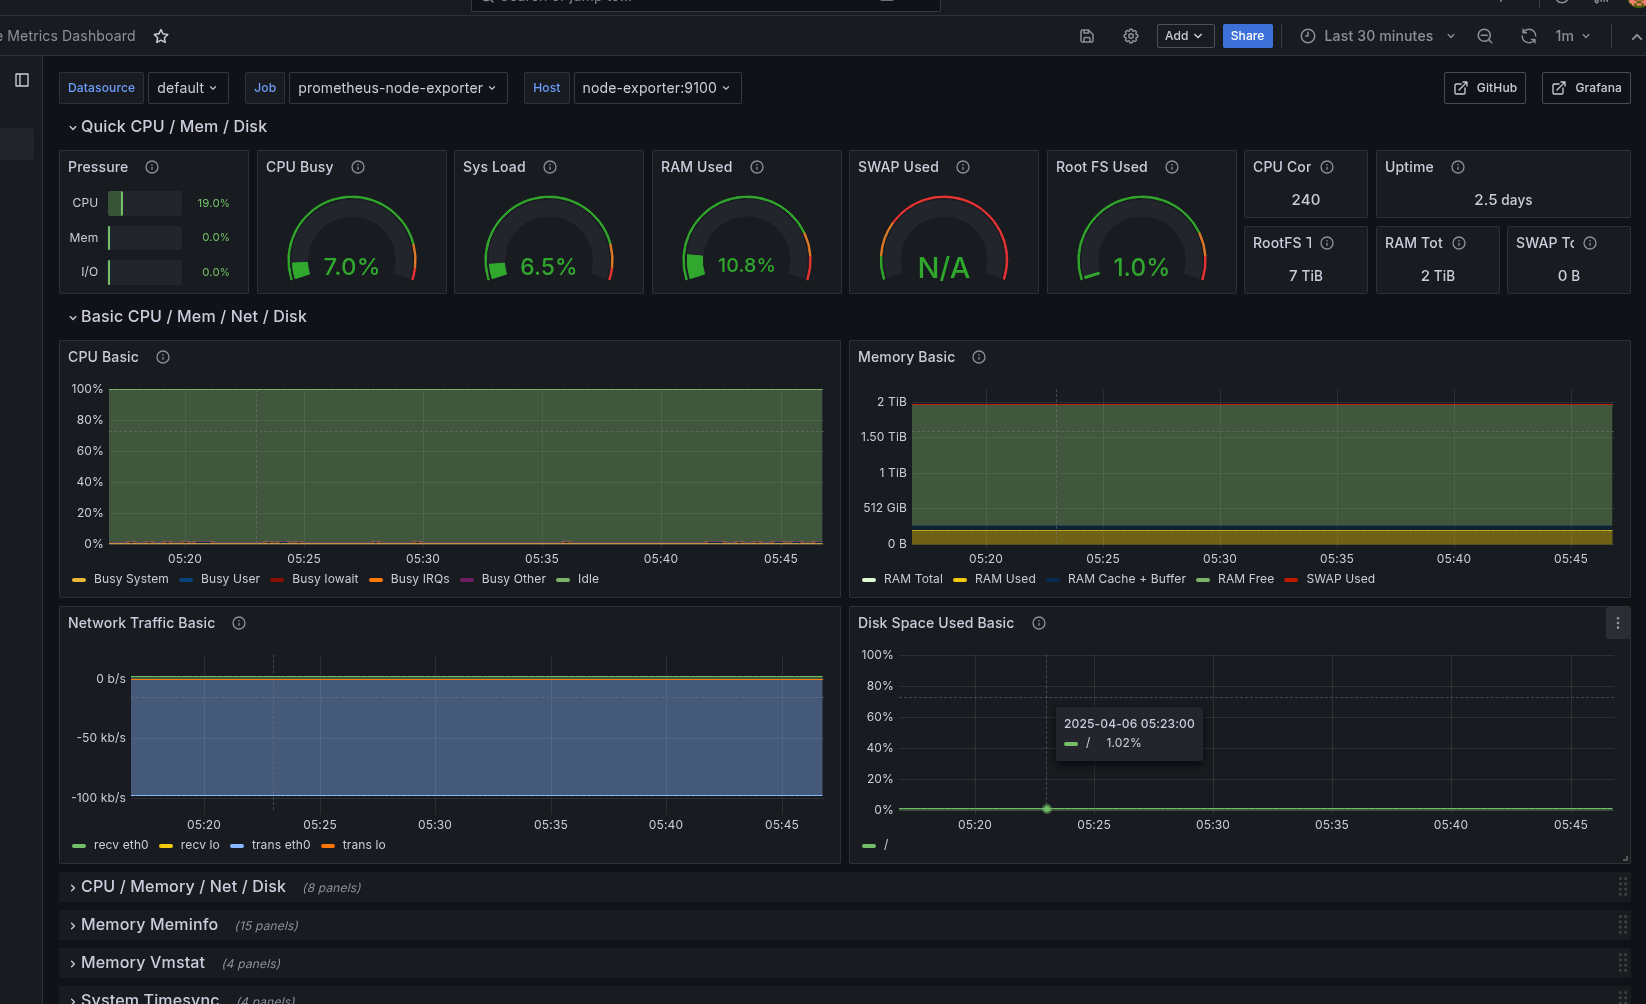 e Metrics Dashboard Add Share Last 30 minutes 1m
Datasource default Job prometheus-node-exporter Host node-exporter:9100 GitHub Grafana
Quick CPU / Mem / Disk
Pressure CPU Busy Sys Load RAM Used SWAP Used Root FS Used CPU Cor Uptime
CPU 19.0%
Mem 0.0%
I/O 0.0%
7.0%
6.5%
10.8%
N/A
1.0%
240
2.5 days
RootFS T RAM Tot SWAP Tc
7 TiB 2 TiB 0 B
Basic CPU / Mem / Net / Disk
CPU Basic
100%
80%
60%
40%
20%
0%
05:20 05:25 05:30 05:35 05:40 05:45
Busy System Busy User Busy Iowait Busy IRQs Busy Other Idle
Memory Basic
2 TiB
1.50 TiB
1 TiB
512 GiB
0 B
05:20 05:25 05:30 05:35 05:40 05:45
RAM Total RAM Used RAM Cache + Buffer RAM Free SWAP Used
Network Traffic Basic
0 b/s
-50 kb/s
-100 kb/s
05:20 05:25 05:30 05:35 05:40 05:45
recv eth0 recv lo trans eth0 trans lo
Disk Space Used Basic
100%
80%
60%
40%
20%
0%
2025-04-06 05:23:00
/ 1.02%
05:20 05:25 05:30 05:35 05:40 05:45
/
CPU / Memory / Net / Disk (8 panels)
Memory Meminfo (15 panels)
Memory Vmstat (4 panels)
System Timesync (4 panels)